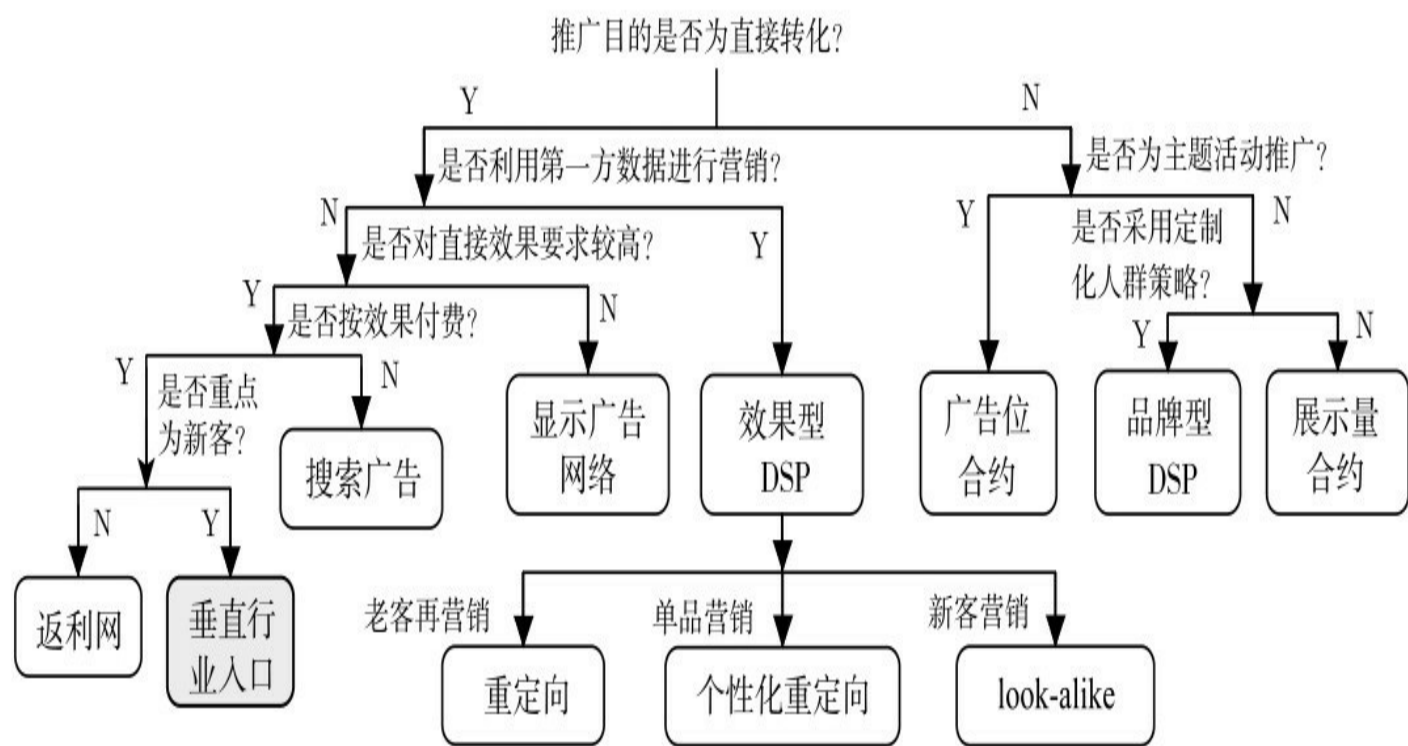 推广目的是否为直接转化?
Y
N
是否利用第一方数据进行营销?
是否为主题活动推广?
N
Y
Y
N
是否对直接效果要求较高?
是否采用定制
化人群策略?
Y
N
是否按效果付费?
Y
N
Y
N
是否重点
为新客?
搜索广告
显示广告
网络
效果型
DSP
广告位
合约
品牌型
DSP
展示量
合约
N
Y
返利网
垂直行
业入口
老客再营销
单品营销
新客营销
重定向
个性化重定向
look-alike